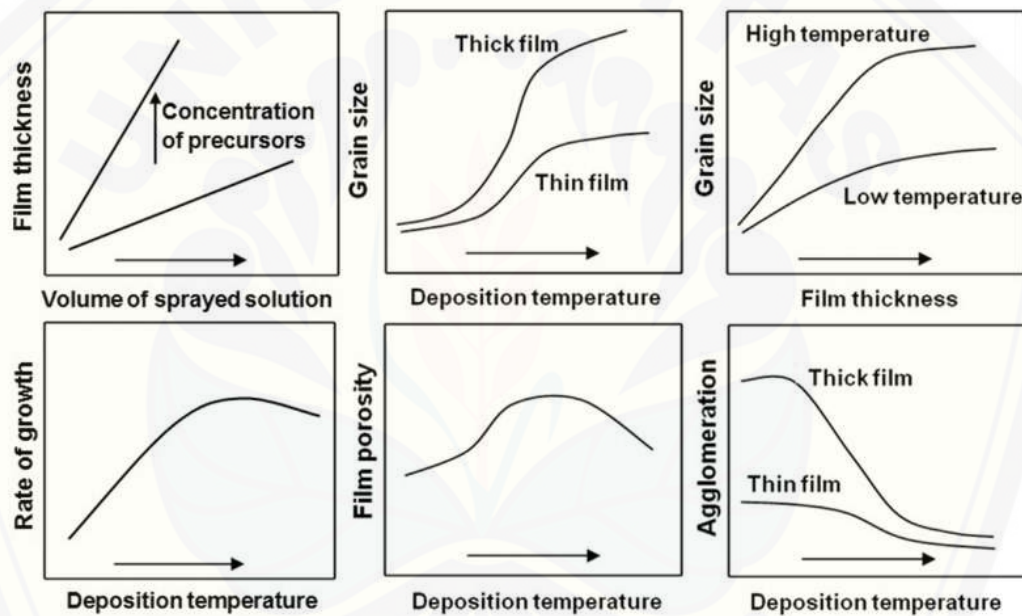 Film thickness
Concentration
of precursors
Volume of sprayed solution
Grain size
Thick film
Thin film
Deposition temperature
Grain size
High temperature
Low temperature
Film thickness
Rate of growth
Deposition temperature
Film porosity
Deposition temperature
Agglomeration
Thick film
Thin film
Deposition temperature